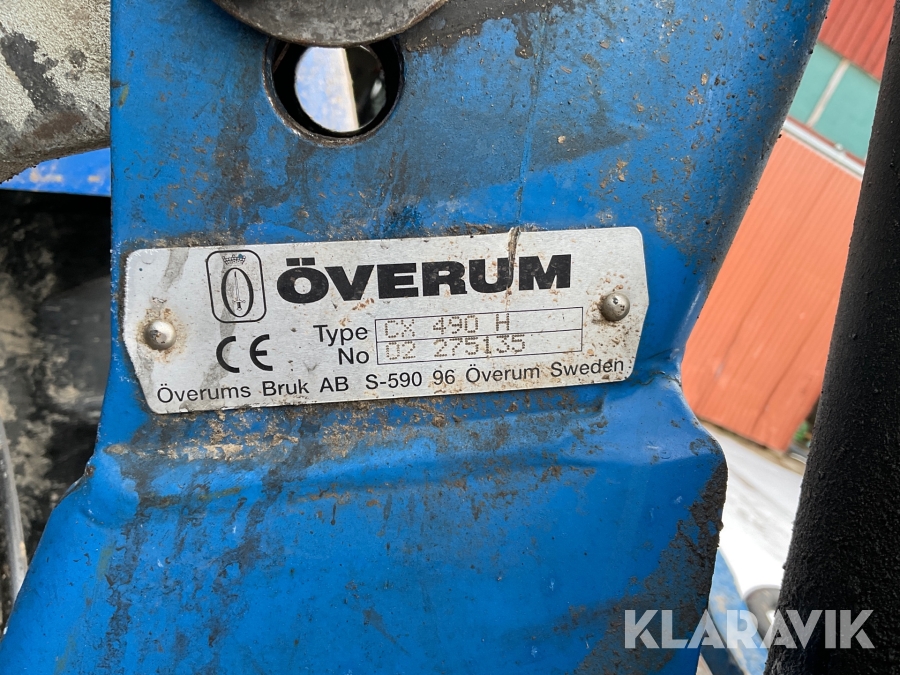 ÖVERUM
CE
Type CX 490 H
No 02 275135
Överums Bruk AB S-590 96 Överum Sweden
KLARAVIK